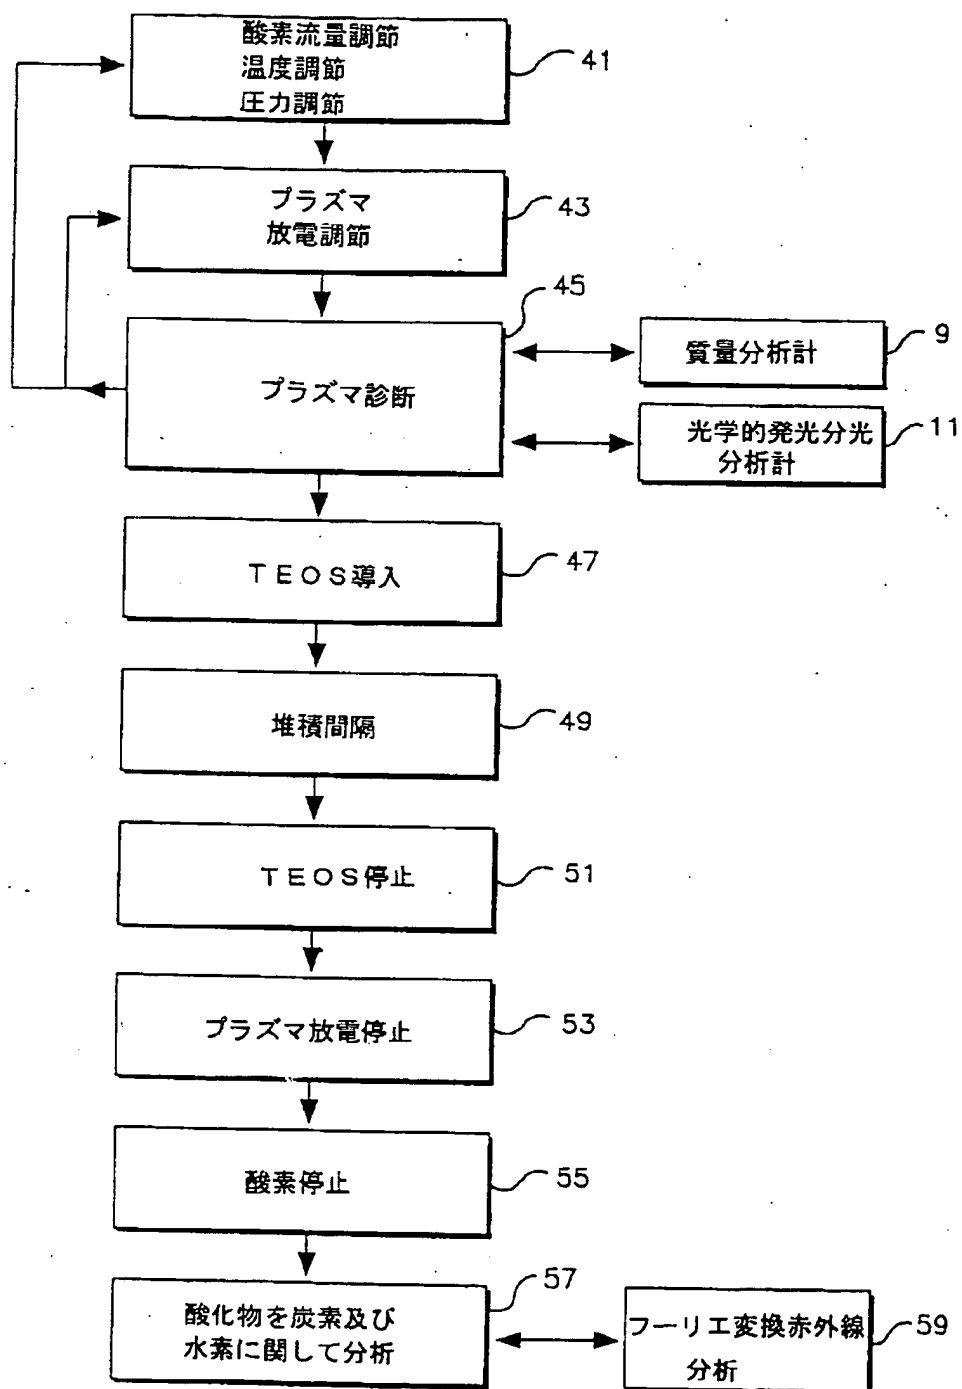 酸素流量調節
温度調節
圧力調節
41
プラズマ
放電調節
43
プラズマ診断
45
質量分析計
9
光学的発光分光
分析計
11
TEOS導入
47
堆積間隔
49
TEOS停止
51
プラズマ放電停止
53
酸素停止
55
酸化物を炭素及び
水素に関して分析
57
フーリエ変換赤外線
分析
59